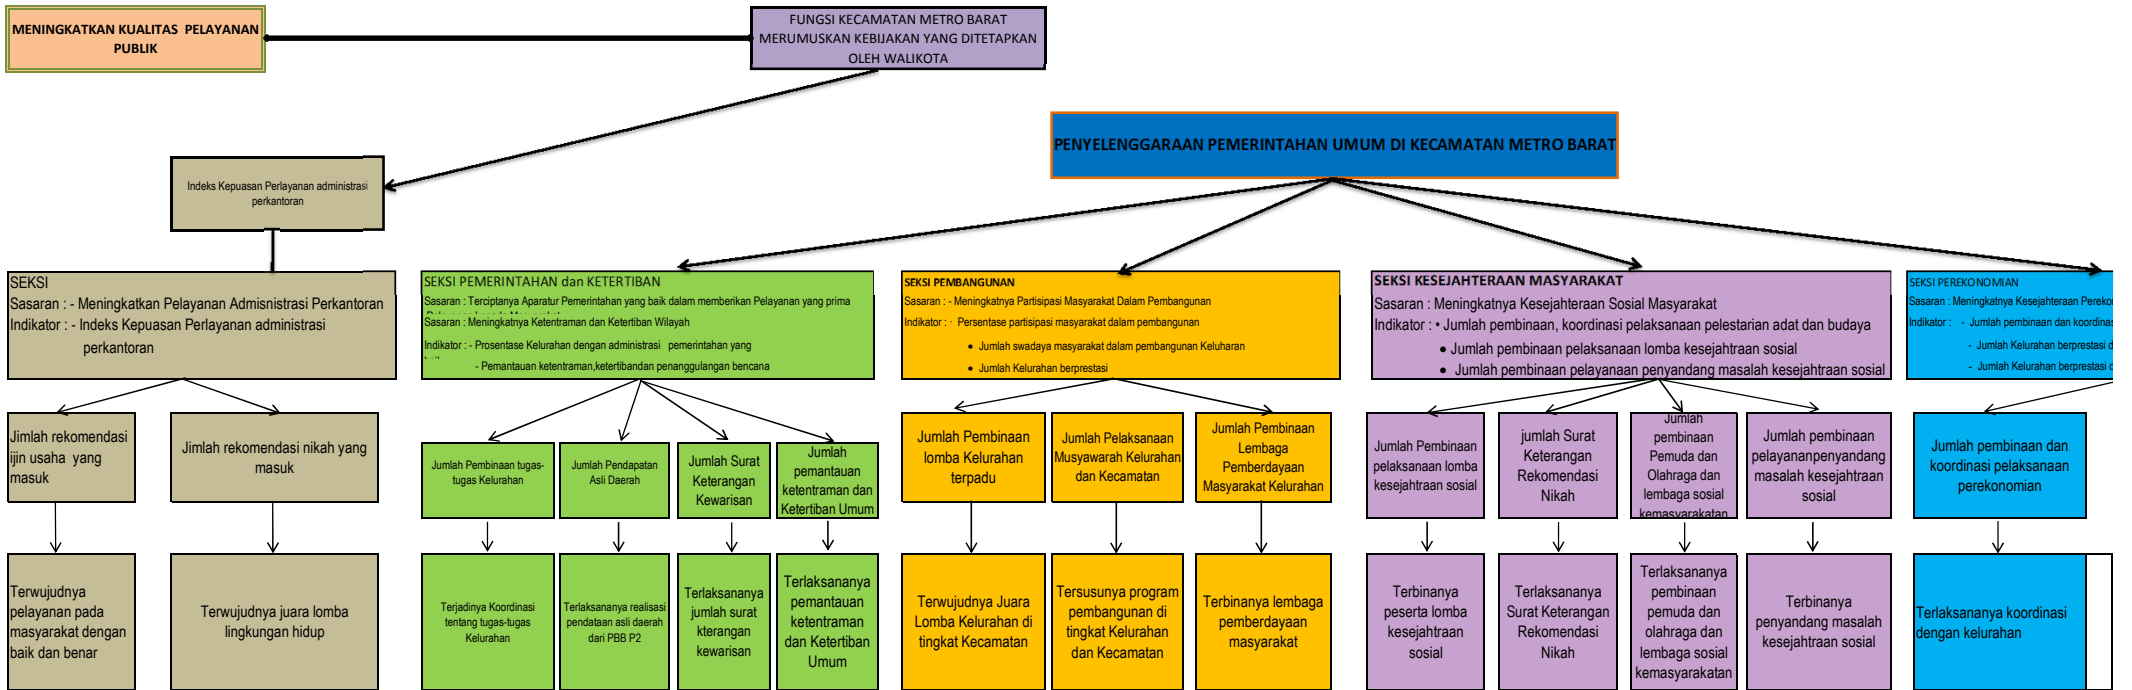 MENINGKATKAN KUALITAS PELAYANAN
PUBLIK
FUNGSI KECAMATAN METRO BARAT
MERUMUSKAN KEBIJAKAN YANG DITETAPKAN
OLEH WALIKOTA
PENYELENGGARAAN PEMERINTAHAN UMUM DI KECAMATAN METRO BARAT
Indeks Kepuasan Perlayanan administrasi
perkantoran
SEKSI
Sasaran : - Meningkatkan Pelayanan Admisnistrasi Perkantoran
Indikator : - Indeks Kepuasan Perlayanan administrasi
perkantoran
SEKSI PEMERINTAHAN dan KETERTIBAN
Sasaran : Terciptanya Aparatur Pemerintahan yang baik dalam memberikan Pelayanan yang prima
Sasaran : Meningkatnya Ketentraman dan Ketertiban Wilayah
Indikator : - Prosentase Kelurahan dengan administrasi pemerintahan yang
- Pemantauan ketentraman,ketertibandan penanggulangan bencana
SEKSI PEMBANGUNAN
Sasaran : - Meningkatnya Partisipasi Masyarakat Dalam Pembangunan
Indikator : · Persentase partisipasi masyarakat dalam pembangunan
• Jumlah swadaya masyarakat dalam pembangunan Keluharan
• Jumlah Kelurahan berprestasi
SEKSI KESEJAHTERAAN MASYARAKAT
Sasaran : Meningkatnya Kesejahteraan Sosial Masyarakat
Indikator : • Jumlah pembinaan, koordinasi pelaksanaan pelestarian adat dan budaya
• Jumlah pembinaan pelaksanaan lomba kesejahtraan sosial
• Jumlah pembinaan pelayanaan penyandang masalah kesejahtraan sosial
SEKSI PEREKONOMIAN
Sasaran : Meningkatnya Kesejahteraan
Indikator : - Jumlah pembinaan dan
- Jumlah Kelurahan berprestasi
- Jumlah Kelurahan berprestasi
Jimlah rekomendasi
ijin usaha yang
masuk
Jimlah rekomendasi nikah yang
masuk
Jumlah Pembinaan tugas-
tugas Kelurahan
Jumlah Pendapatan
Asli Daerah
Jumlah Surat
Keterangan
Kewarisan
Jumlah
pemantauan
ketentraman dan
Ketertiban Umum
Jumlah Pembinaan
lomba Kelurahan
terpadu
Jumlah Pelaksanaan
Musyawarah Kelurahan
dan Kecamatan
Jumlah Pembinaan
Lembaga
Pemberdayaan
Masyarakat Kelurahan
Jumlah Pembinaan
pelaksanaan lomba
kesejahtraan sosial
jumlah Surat
Keterangan
Rekomendasi
Nikah
Jumlah
pembinaan
Pemuda dan
Olahraga dan
lembaga sosial
kemasyarakatan
Jumlah pembinaan
pelayananpenyandang
masalah kesejahtraan
sosial
Jumlah pembinaan dan
koordinasi pelaksanaan
perekonomian
Terwujudnya
pelayanan pada
masyarakat dengan
baik dan benar
Terwujudnya juara lomba
lingkungan hidup
Terjadinya Koordinasi
tentang tugas-tugas
Kelurahan
Terlaksananya realisasi
pendataan asli daerah
dari PBB P2
Terlaksananya
jumlah surat
kterangan
kewarisan
Terlaksananya
pemantauan
ketentraman
dan Ketertiban
Umum
Terwujudnya Juara
Lomba Kelurahan di
tingkat Kecamatan
Tersusunya program
pembangunan di
tingkat Kelurahan
dan Kecamatan
Terbinanya lembaga
pemberdayaan
masyarakat
Terbinanya
peserta lomba
kesejahtraan
sosial
Terlaksananya
Surat Keterangan
Rekomendasi
Nikah
Terlaksananya
pembinaan
pemuda dan
olahraga dan
lembaga sosial
kemasyarakatan
Terbinanya
penyandang masalah
kesejahtraan sosial
Terlaksananya koordinasi
dengan kelurahan